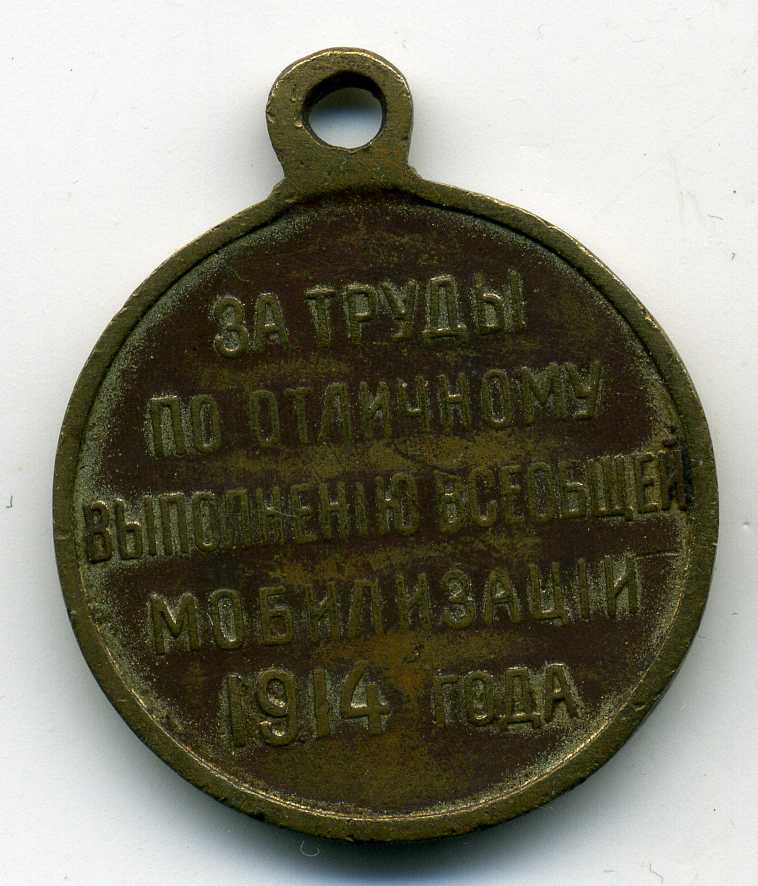 ЗА ТРУДЫ
ПО ОТЛИЧНОМУ
ВЫПОЛНЕНІЮ ВСЕОБЩЕЙ
МОБИЛИЗАЦІИ
1914 ГОДА